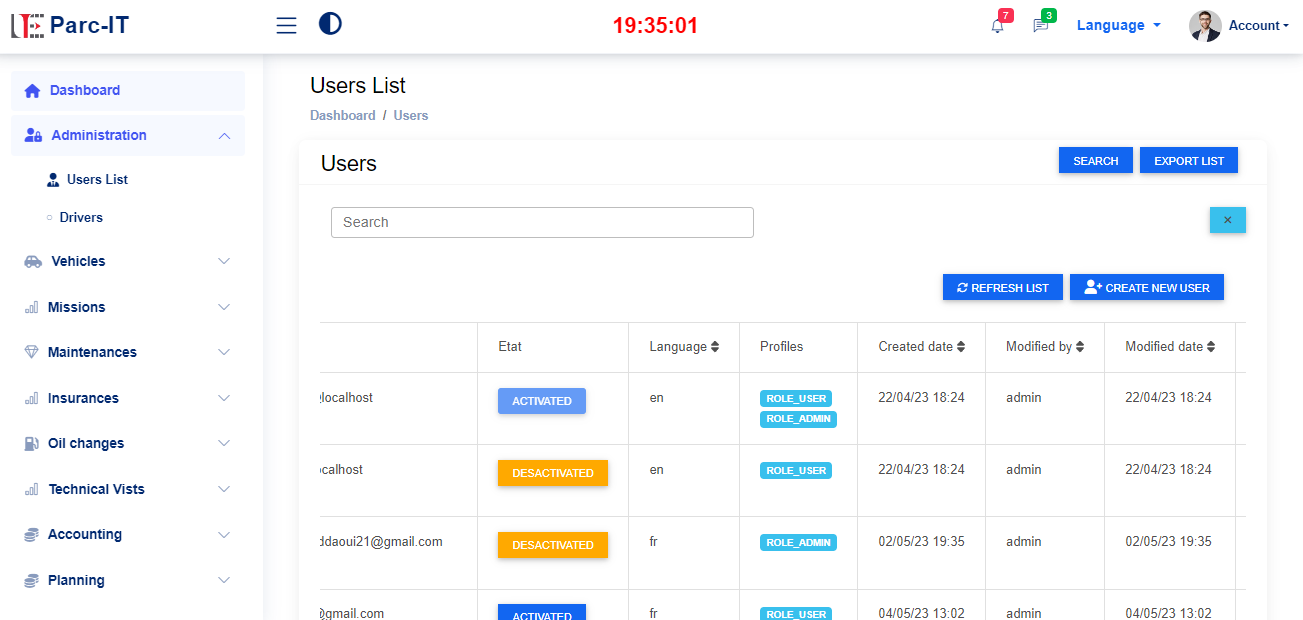 Parc-IT
19:35:01
7
3
Language
Account
Dashboard
Administration
Users List
Drivers
Vehicles
Missions
Maintenances
Insurances
Oil changes
Technical Vists
Accounting
Planning
Users List
Dashboard / Users
Users
SEARCH
EXPORT LIST
Search
×
REFRESH LIST
CREATE NEW USER
Etat Language Profiles Created date Modified by Modified date
localhost ACTIVATED en ROLE_USER 22/04/23 18:24 admin 22/04/23 18:24
ROLE_ADMIN
ocalhost DESACTIVATED en ROLE_USER 22/04/23 18:24 admin 22/04/23 18:24
ddaoui21@gmail.com DESACTIVATED fr ROLE_ADMIN 02/05/23 19:35 admin 02/05/23 19:35
@gmail.com ACTIVATED fr ROLE_USER 04/05/23 13:02 admin 04/05/23 13:02